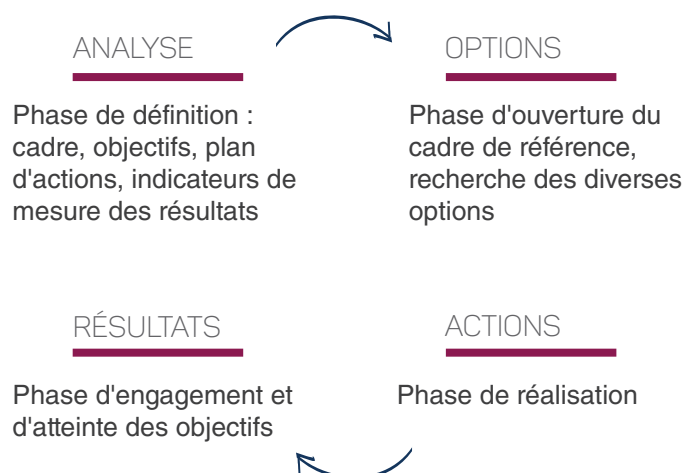 ANALYSE
Phase de définition :
cadre, objectifs, plan
d'actions, indicateurs de
mesure des résultats
OPTIONS
Phase d'ouverture du
cadre de référence,
recherche des diverses
options
RÉSULTATS
Phase d'engagement et
d'atteinte des objectifs
ACTIONS
Phase de réalisation